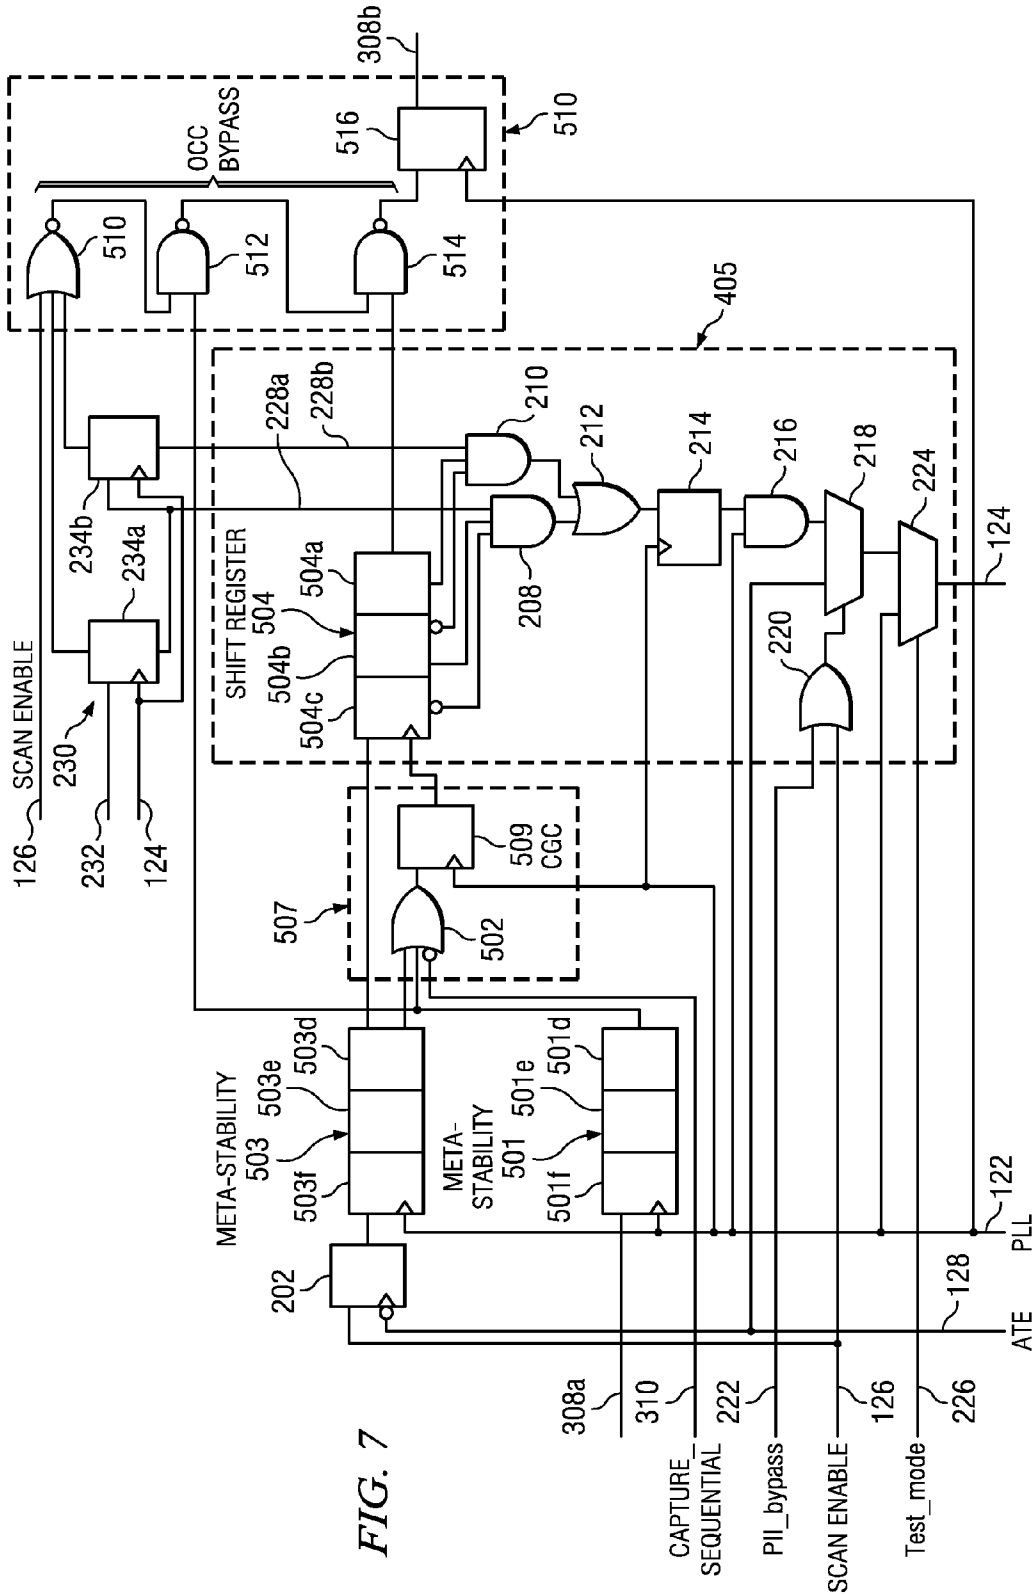 FIG. 7
308a
310
CAPTURE_
SEQUENTIAL
222
Pll_bypass
126
SCAN ENABLE
226
Test_mode
ATE
128
PLL
122
202
META-STABILITY
503
503f
503e
503d
META-
STABILITY
501
501f
501e
501d
507
502
509
CGC
126
SCAN ENABLE
232
124
230
234a
234b
SHIFT REGISTER
504
504c
504b
504a
228a
228b
208
210
212
214
216
218
220
224
124
405
510
512
514
OCC
BYPASS
516
510
308b